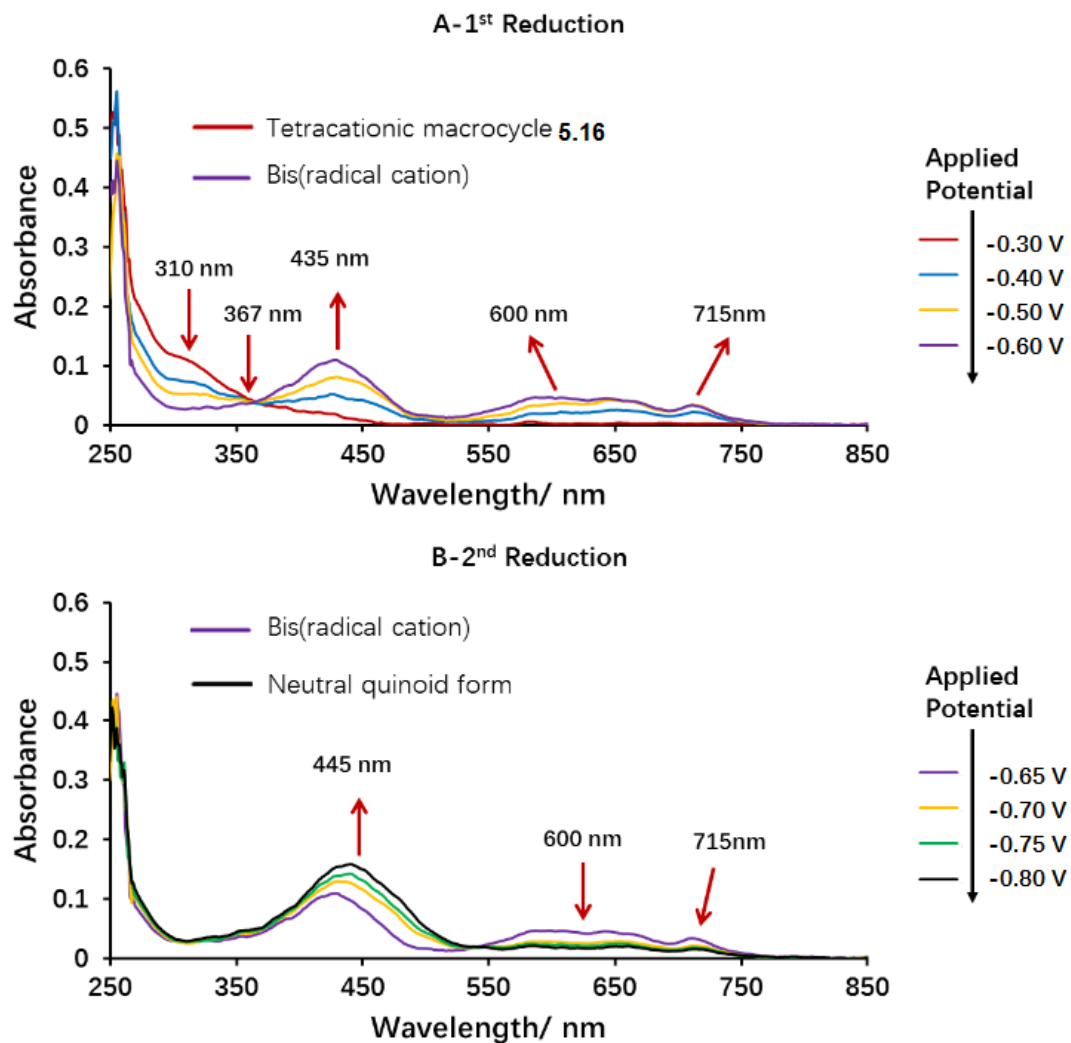 A-1st Reduction
0.6
0.5
0.4
0.3
0.2
0.1
0
Absorbance
Tetracationic macrocycle 5.16
Bis(radical cation)
310 nm
367 nm
435 nm
600 nm
715nm
Applied
Potential
-0.30 V
-0.40 V
-0.50 V
-0.60 V
250 350 450 550 650 750 850
Wavelength/ nm
B-2nd Reduction
0.6
0.5
0.4
0.3
0.2
0.1
0
Absorbance
Bis(radical cation)
Neutral quinoid form
445 nm
600 nm
715nm
Applied
Potential
-0.65 V
-0.70 V
-0.75 V
-0.80 V
250 350 450 550 650 750 850
Wavelength/ nm